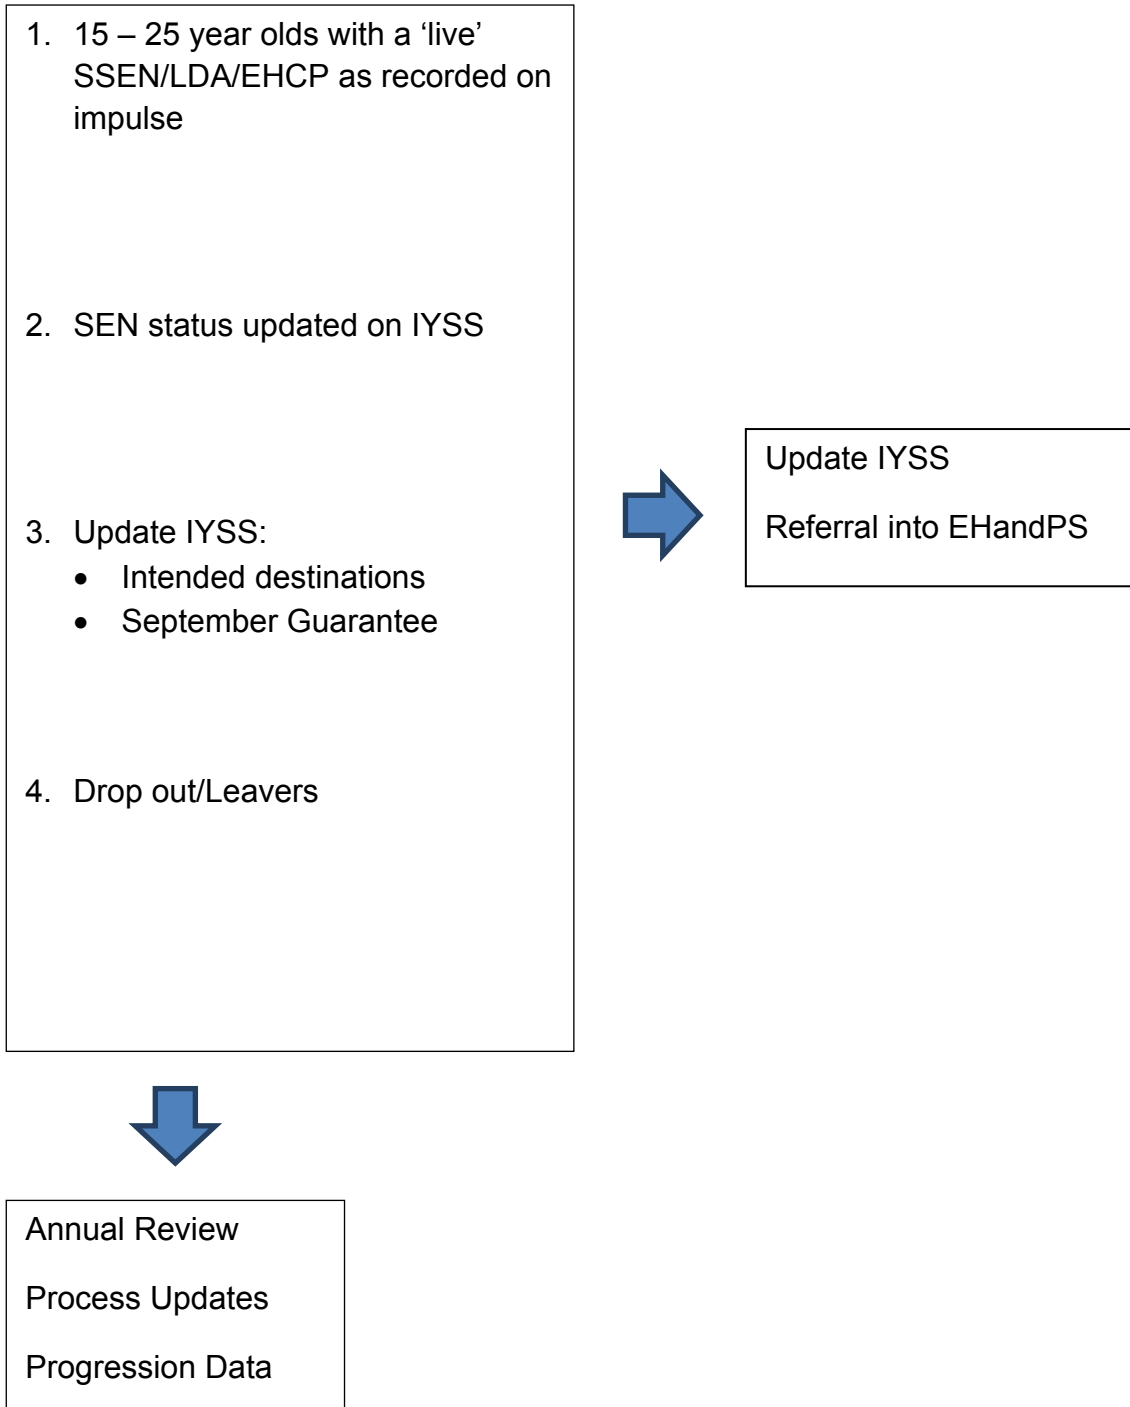 1. 15 – 25 year olds with a ‘live’
SSEN/LDA/EHCP as recorded on
impulse
2. SEN status updated on IYSS
3. Update IYSS:
• Intended destinations
• September Guarantee
4. Drop out/Leavers
Update IYSS
Referral into EHandPS
Annual Review
Process Updates
Progression Data